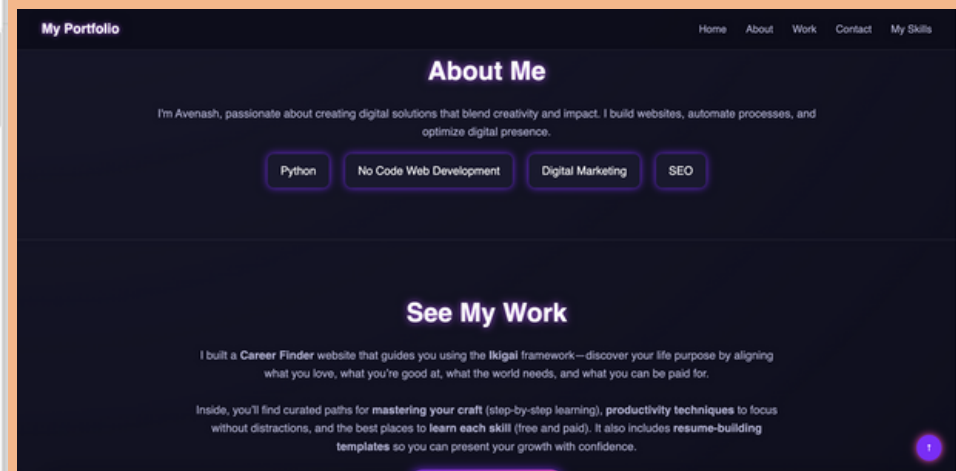 My Portfolio
Home About Work Contact My Skills
About Me
I'm Avenash, passionate about creating digital solutions that blend creativity and impact. I build websites, automate processes, and
optimize digital presence.
Python No Code Web Development Digital Marketing SEO
See My Work
I built a Career Finder website that guides you using the Ikigai framework—discover your life purpose by aligning
what you love, what you're good at, what the world needs, and what you can be paid for.
Inside, you'll find curated paths for mastering your craft (step-by-step learning), productivity techniques to focus
without distractions, and the best places to learn each skill (free and paid). It also includes resume-building
templates so you can present your growth with confidence.
↑